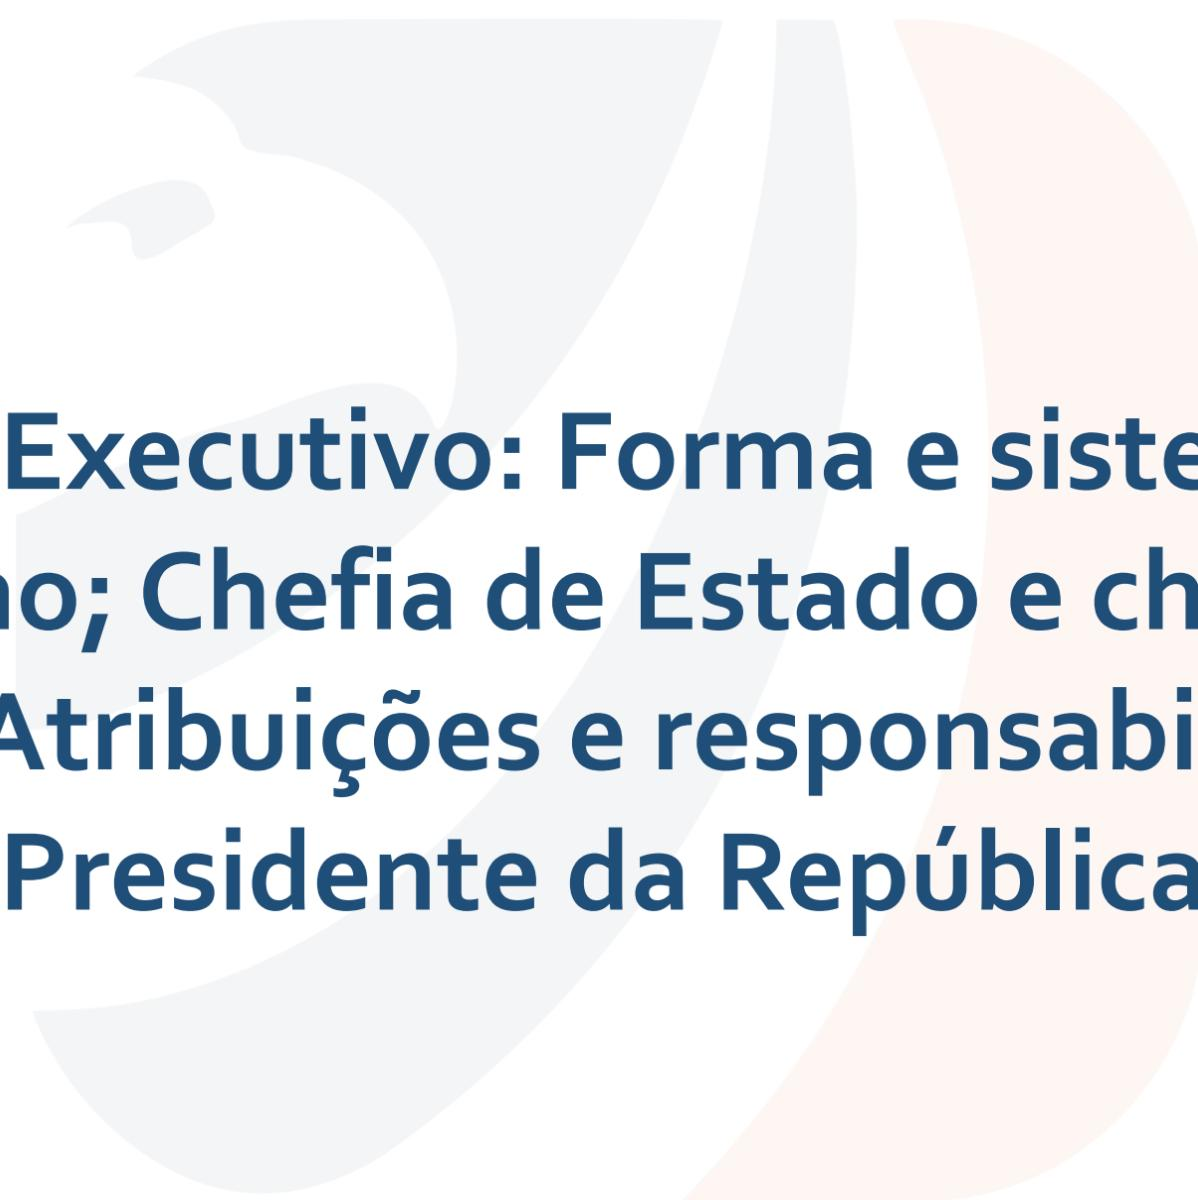 Executivo: Forma e siste
no; Chefia de Estado e ch
Atribuições e responsabi
Presidente da República